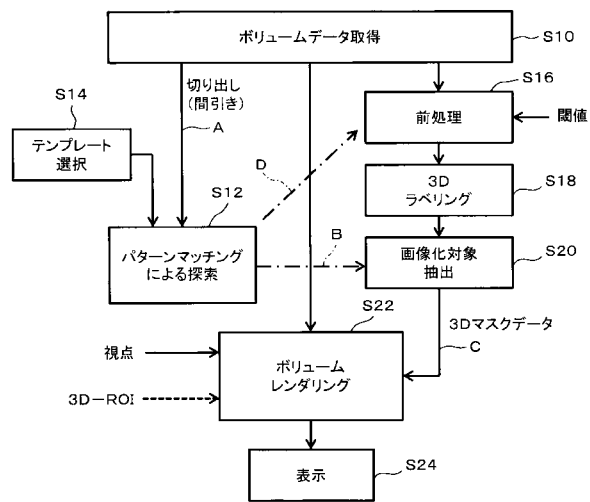 ボリュームデータ取得
S10
S14
切り出し
(間引き)
A
S16
前処理
閾値
テンプレート
選択
D
S12
3D
ラベリング
S18
パターンマッチング
による探索
B
画像化対象
抽出
S20
S22
3Dマスクデータ
C
視点
ボリューム
レンダリング
3D-ROI
表示
S24